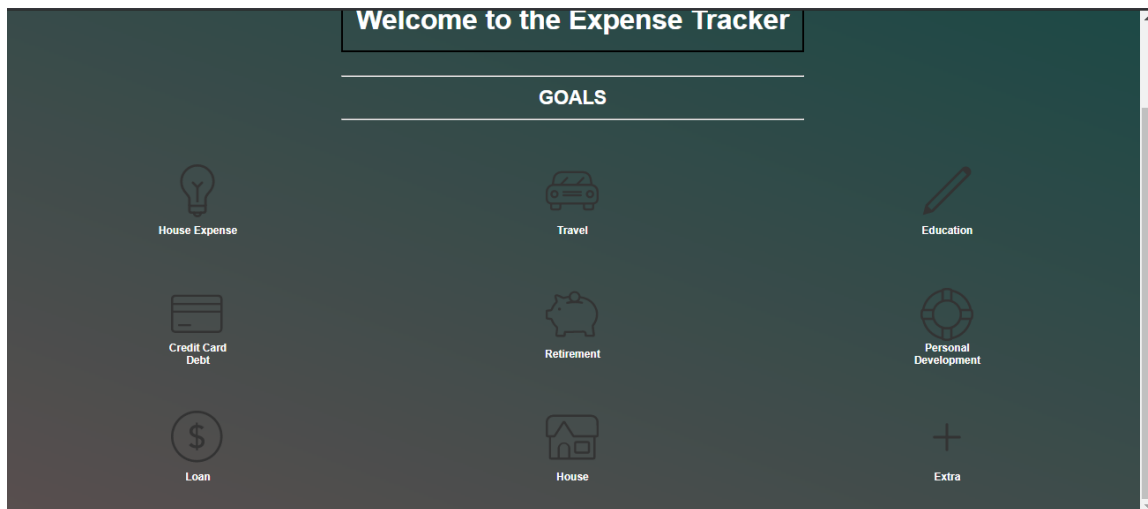 Welcome to the Expense Tracker
GOALS
House Expense
Travel
Education
Credit Card
Debt
Retirement
Personal
Development
$
Loan
House
Extra